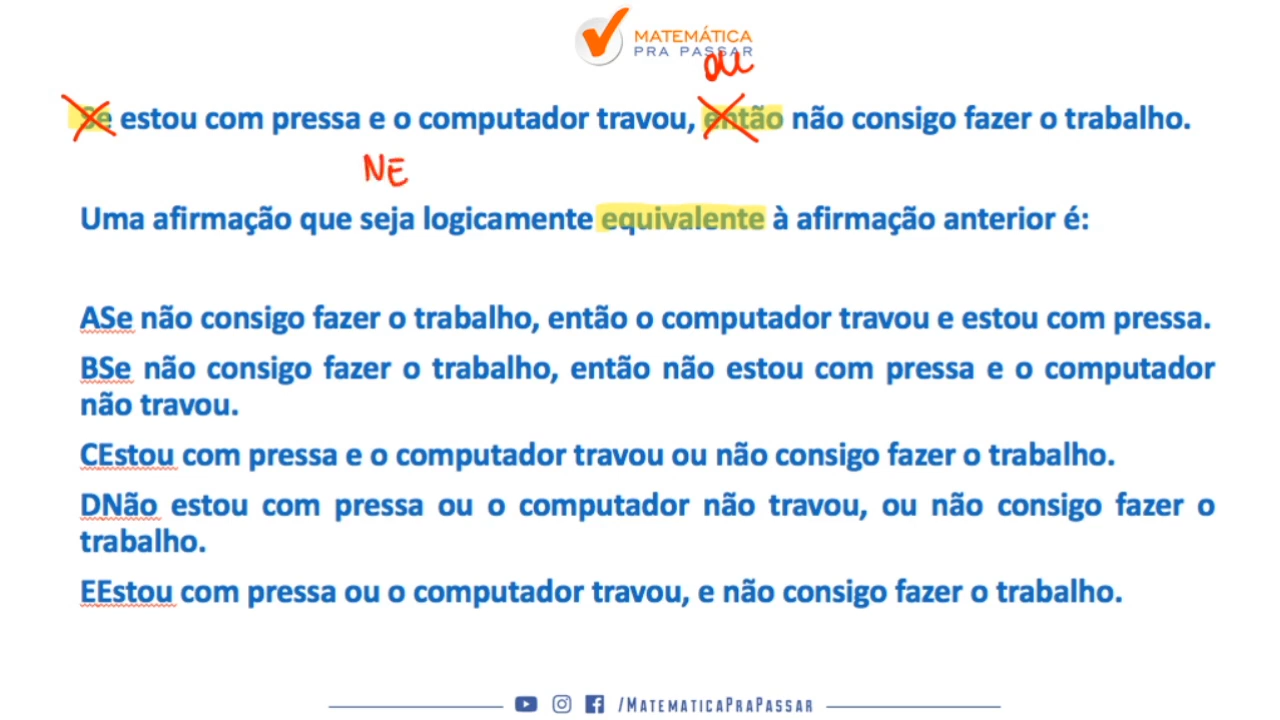 MATEMÁTICA
PRA PASSAR
ou
Se estou com pressa e o computador travou, então não consigo fazer o trabalho.
NE
Uma afirmação que seja logicamente equivalente à afirmação anterior é:
ASe não consigo fazer o trabalho, então o computador travou e estou com pressa.
BSe não consigo fazer o trabalho, então não estou com pressa e o computador
não travou.
CEstou com pressa e o computador travou ou não consigo fazer o trabalho.
DNão estou com pressa ou o computador não travou, ou não consigo fazer o
trabalho.
EEstou com pressa ou o computador travou, e não consigo fazer o trabalho.
/MATEMATICAPRAPASSAR